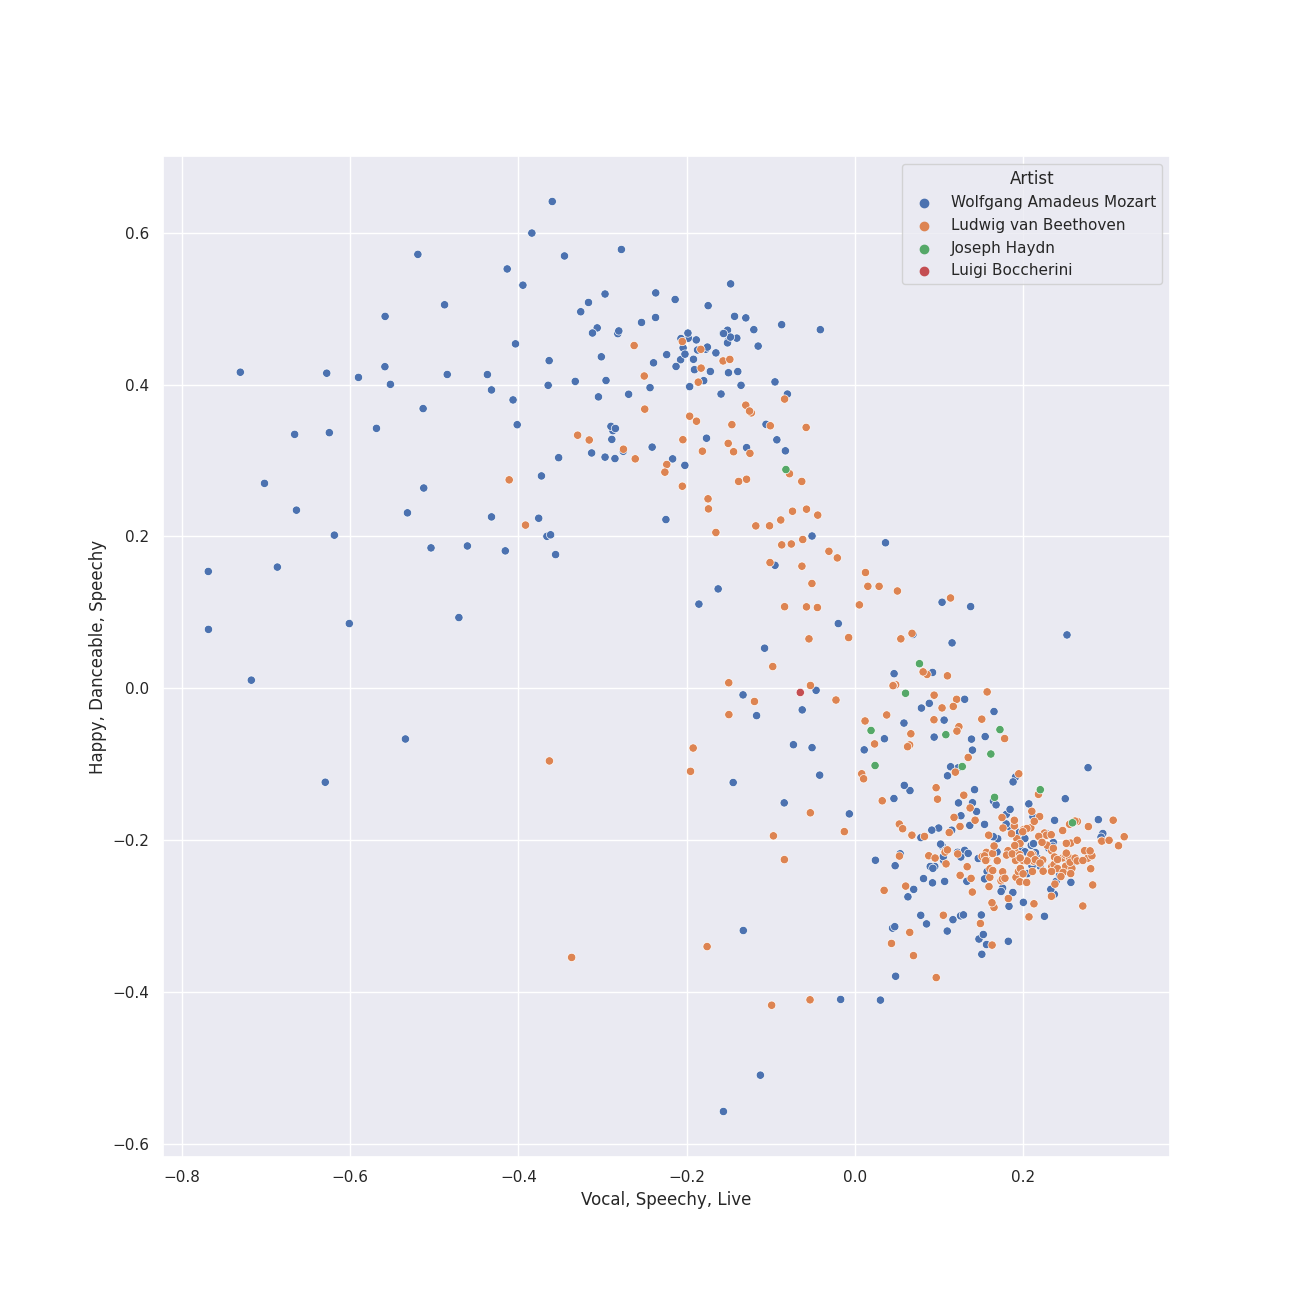 Artist
Wolfgang Amadeus Mozart
Ludwig van Beethoven
Joseph Haydn
Luigi Boccherini
0.6
0.4
0.2
0.0
−0.2
−0.4
−0.6
Happy, Danceable, Speechy
−0.8 −0.6 −0.4 −0.2 0.0 0.2
Vocal, Speechy, Live